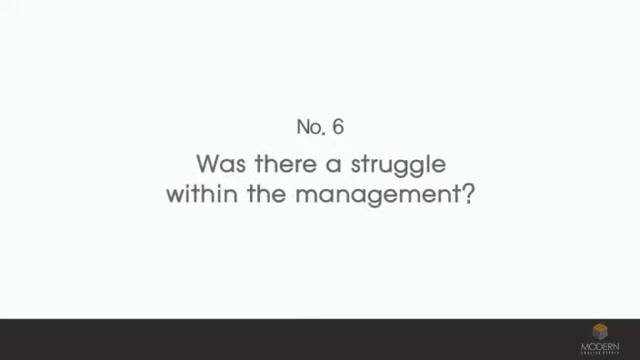 No. 6
Was there a struggle
within the management?
MODERN